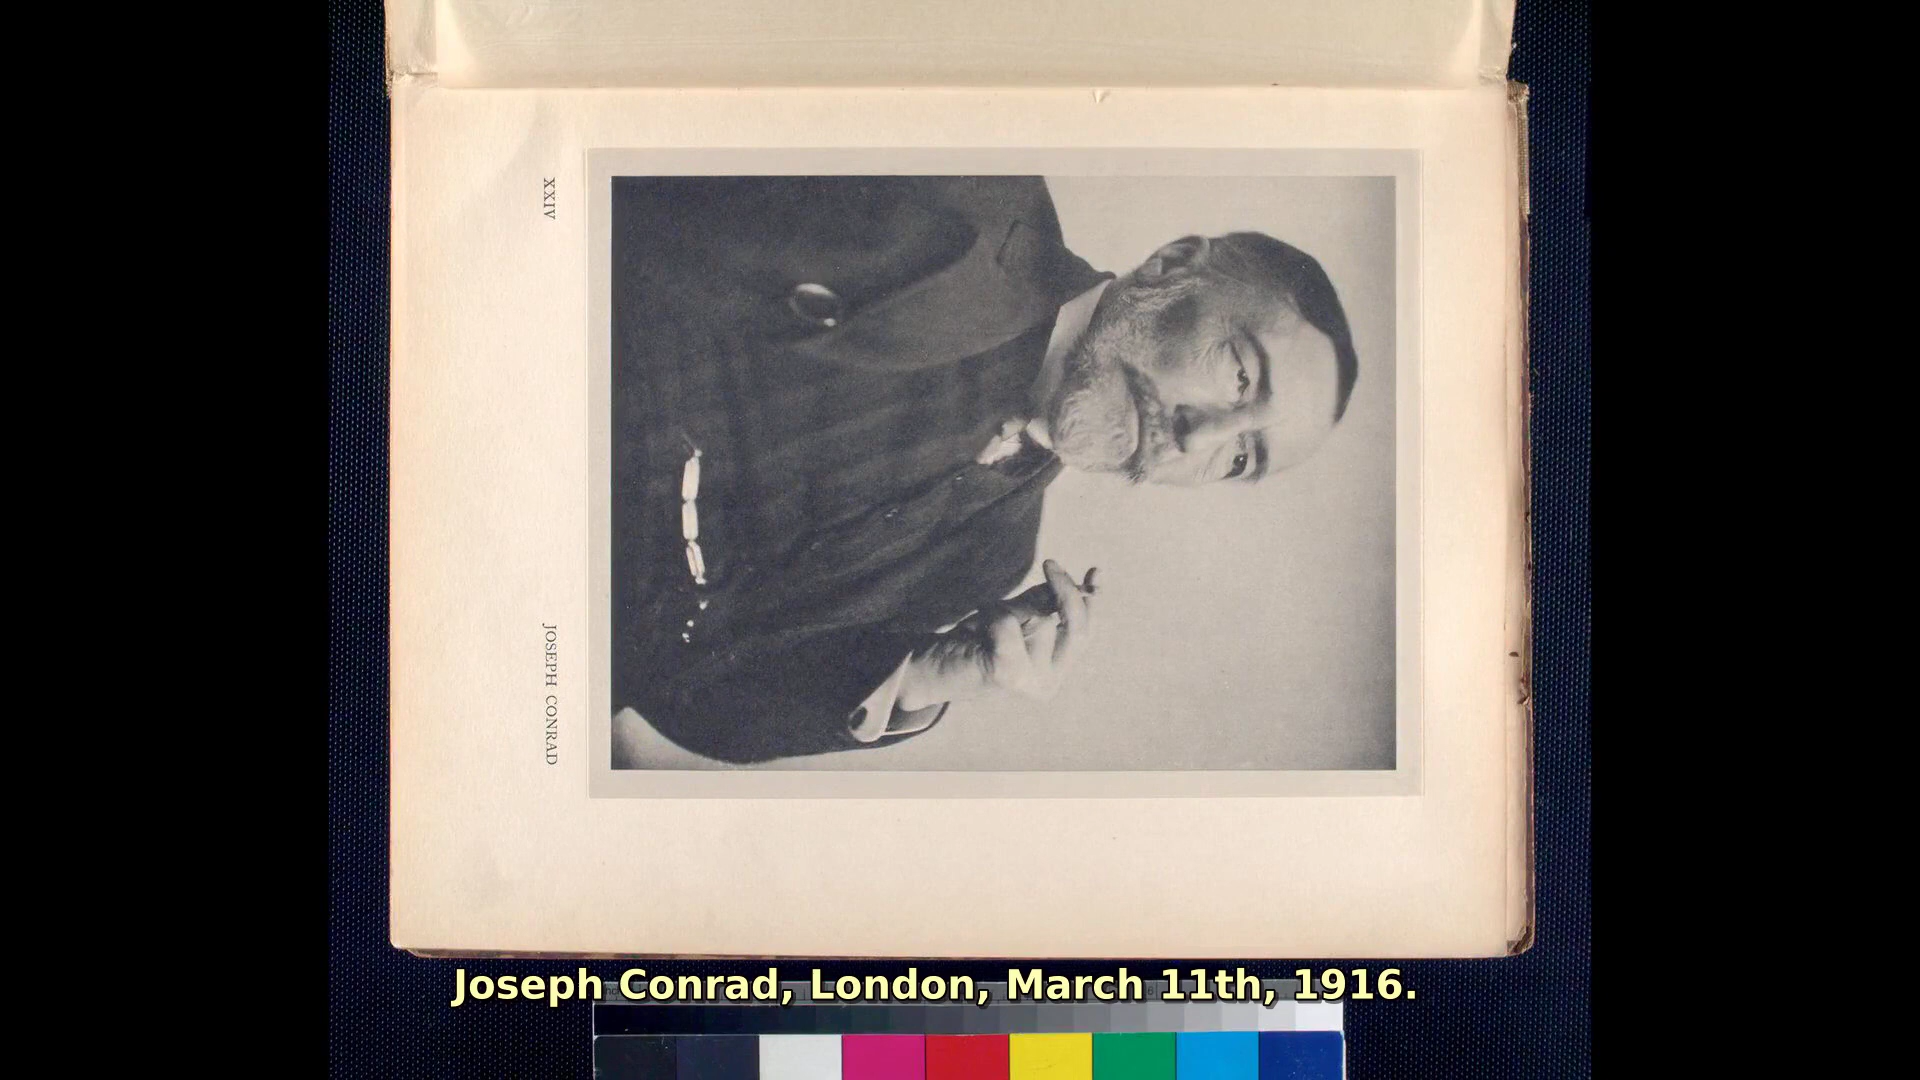 XXIV
JOSEPH CONRAD
Joseph Conrad, London, March 11th, 1916.